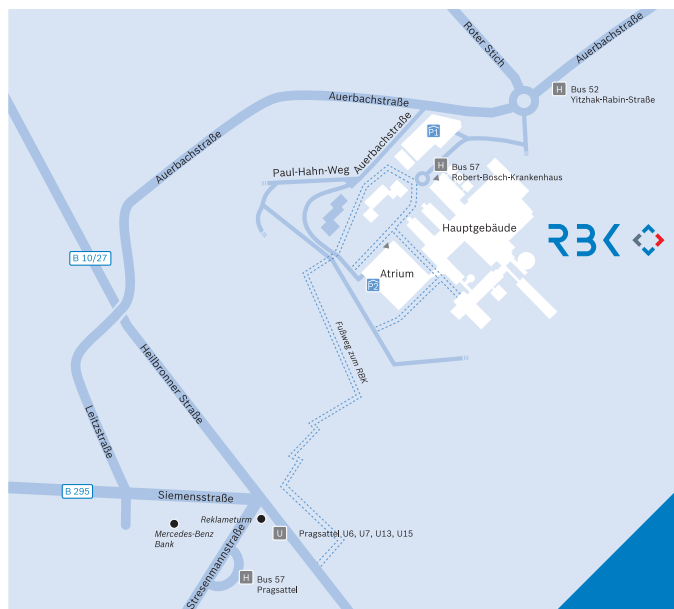 Roter Stich
Auerbachstraße
H Bus 52
Yitzhak-Rabin-Straße
Auerbachstraße
P1
Auerbachstraße
Auerbachstraße
Paul-Hahn-Weg
H Bus 57
Robert-Bosch-Krankenhaus
Hauptgebäude
RBK
B 10/27
Atrium
P2
Fußweg zum RBK
Heilbronner Straße
Leitzstraße
B 295
Siemensstraße
Reklameturm
Mercedes-Benz
Bank
U Pragsattel U6, U7, U13, U15
Stresemannstraße
H Bus 57
Pragsattel